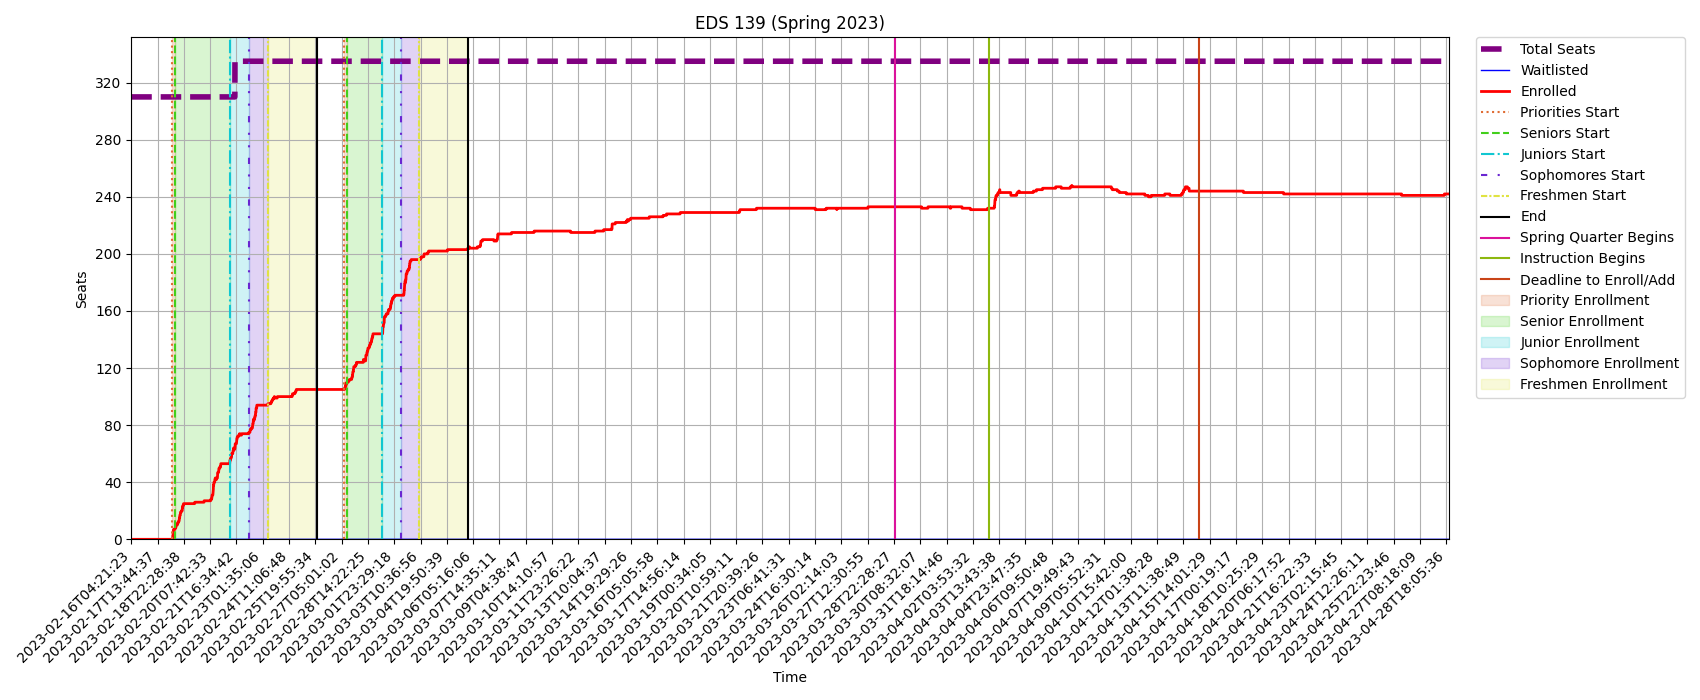 EDS 139 (Spring 2023)
Total Seats
Waitlisted
Enrolled
Priorities Start
Seniors Start
Juniors Start
Sophomores Start
Freshmen Start
End
Spring Quarter Begins
Instruction Begins
Deadline to Enroll/Add
Priority Enrollment
Senior Enrollment
Junior Enrollment
Sophomore Enrollment
Freshmen Enrollment
Seats
320
280
240
200
160
120
80
40
0
2023-02-16T04:21:23
2023-02-17T13:44:37
2023-02-18T22:28:38
2023-02-20T07:42:33
2023-02-21T16:34:42
2023-02-23T01:35:06
2023-02-24T11:06:48
2023-02-25T19:55:34
2023-02-27T05:01:02
2023-02-28T14:22:25
2023-03-01T23:29:18
2023-03-03T10:36:56
2023-03-04T19:50:39
2023-03-06T05:16:06
2023-03-07T14:35:11
2023-03-09T04:38:47
2023-03-10T14:10:57
2023-03-11T23:26:22
2023-03-13T10:04:37
2023-03-14T19:29:26
2023-03-16T05:05:58
2023-03-17T14:56:14
2023-03-19T00:34:05
2023-03-20T10:59:11
2023-03-21T20:39:26
2023-03-23T06:41:31
2023-03-24T16:30:14
2023-03-26T02:14:03
2023-03-27T12:30:55
2023-03-28T22:28:27
2023-03-30T08:32:07
2023-03-31T18:14:46
2023-04-02T03:53:32
2023-04-03T13:43:38
2023-04-04T23:47:35
2023-04-06T09:50:48
2023-04-07T19:49:43
2023-04-09T05:52:31
2023-04-10T15:42:00
2023-04-12T01:38:28
2023-04-13T11:38:49
2023-04-15T14:01:29
2023-04-17T00:19:17
2023-04-18T10:25:29
2023-04-20T06:17:52
2023-04-21T16:22:33
2023-04-23T02:15:45
2023-04-24T12:26:11
2023-04-25T22:23:46
2023-04-27T08:18:09
2023-04-28T18:05:36
Time